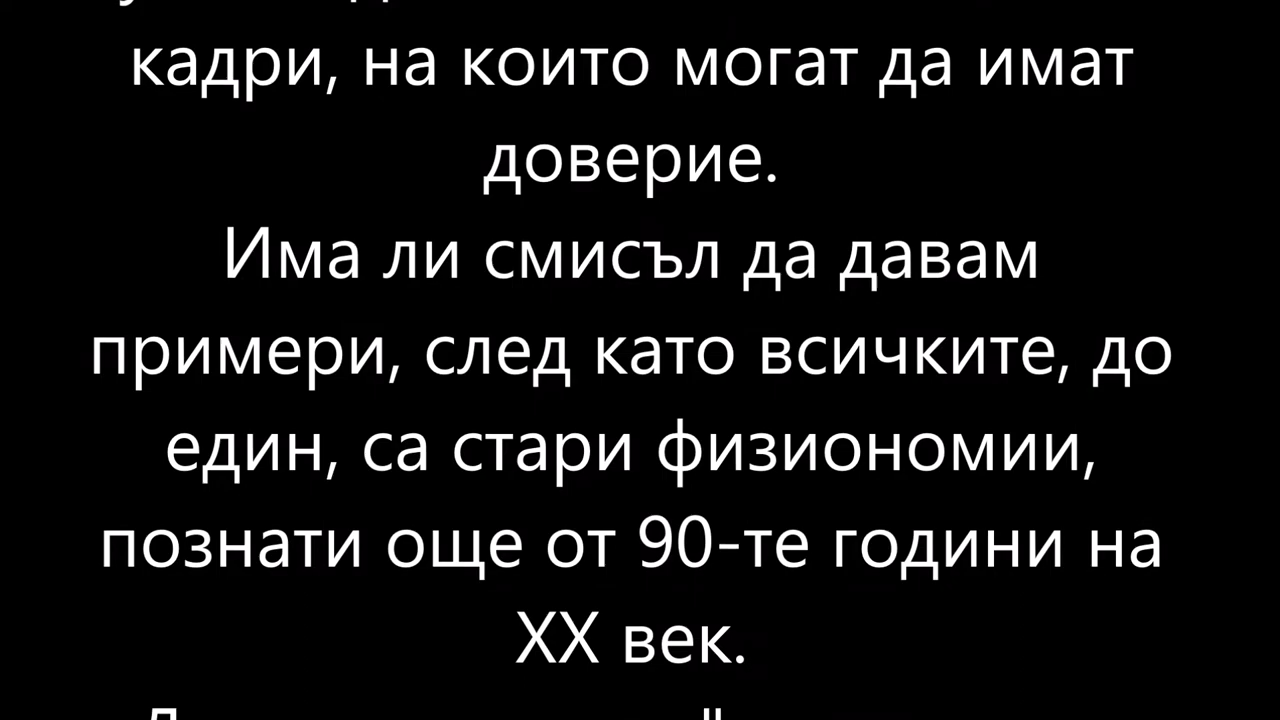 кадри, на които могат да имат
доверие.
Има ли смисъл да давам
примери, след като всичките, до
един, са стари физиономии,
познати още от 90-те години на
ХХ век.